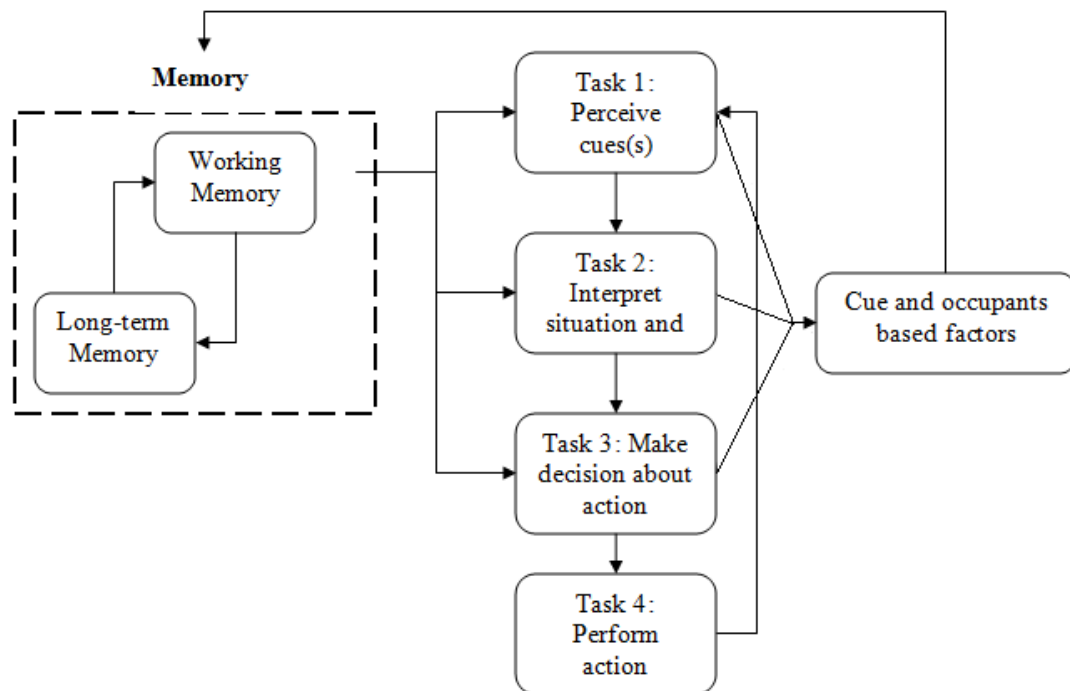 Memory
Working
Memory
Long-term
Memory
Task 1:
Perceive
cues(s)
Task 2:
Interpret
situation and
Task 3: Make
decision about
action
Task 4:
Perform
action
Cue and occupants
based factors